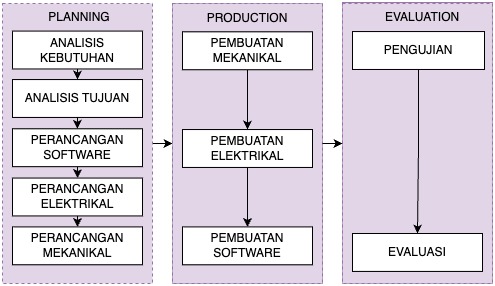 PLANNING
ANALISIS
KEBUTUHAN
ANALISIS TUJUAN
PERANCANGAN
SOFTWARE
PERANCANGAN
ELEKTRIKAL
PERANCANGAN
MEKANIKAL
PRODUCTION
PEMBUATAN
MEKANIKAL
PEMBUATAN
ELEKTRIKAL
PEMBUATAN
SOFTWARE
EVALUATION
PENGUJIAN
EVALUASI